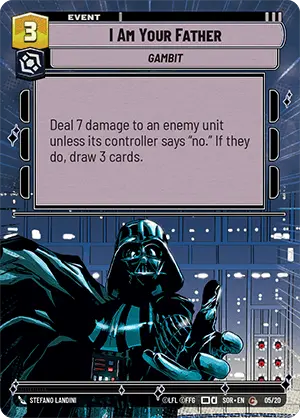 EVENT
3
I AM YOUR FATHER
GAMBIT
Deal 7 damage to an enemy unit
unless its controller says “no.” If they
do, draw 3 cards.
STEFANO LANDINI
©LFL ©FFG SOR•EN 05/20